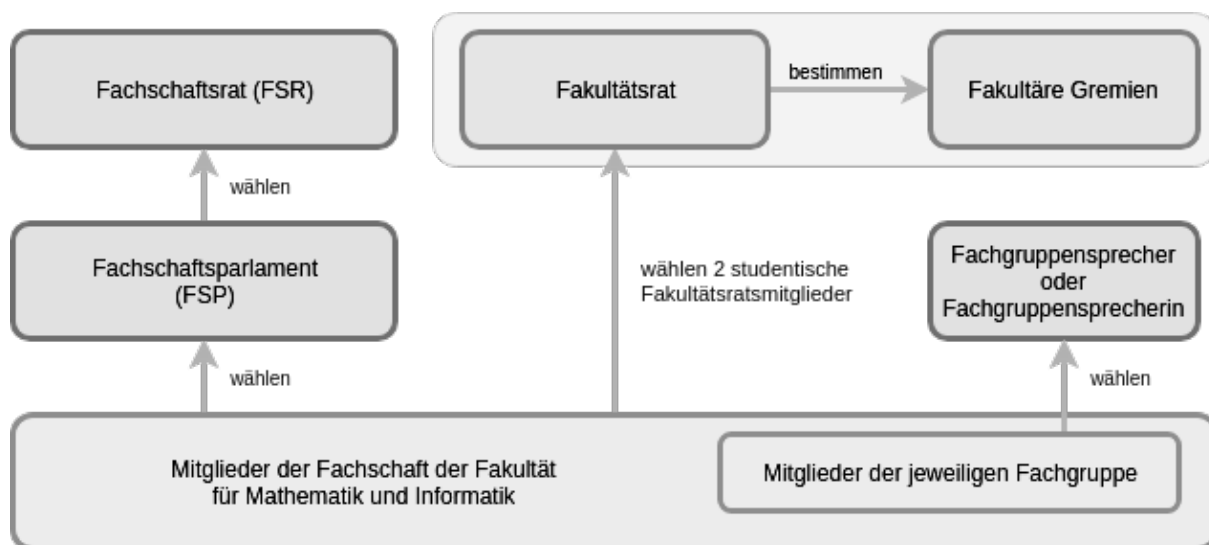 Fachschaftsrat (FSR)
Fakultätsrat
bestimmen
Fakultäre Gremien
wählen
Fachschaftsparlament
(FSP)
wählen 2 studentische
Fakultätsratsmitglieder
Fachgruppensprecher
oder
Fachgruppensprecherin
wählen
wählen
Mitglieder der Fachschaft der Fakultät
für Mathematik und Informatik
Mitglieder der jeweiligen Fachgruppe